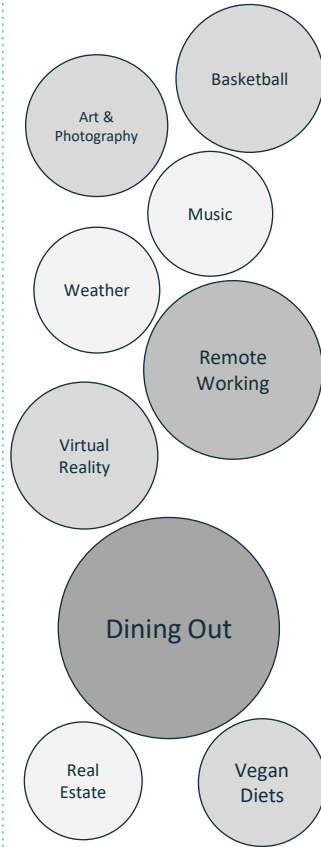 Basketball
Art &
Photography
Music
Weather
Remote
Working
Virtual
Reality
Dining Out
Real
Estate
Vegan
Diets